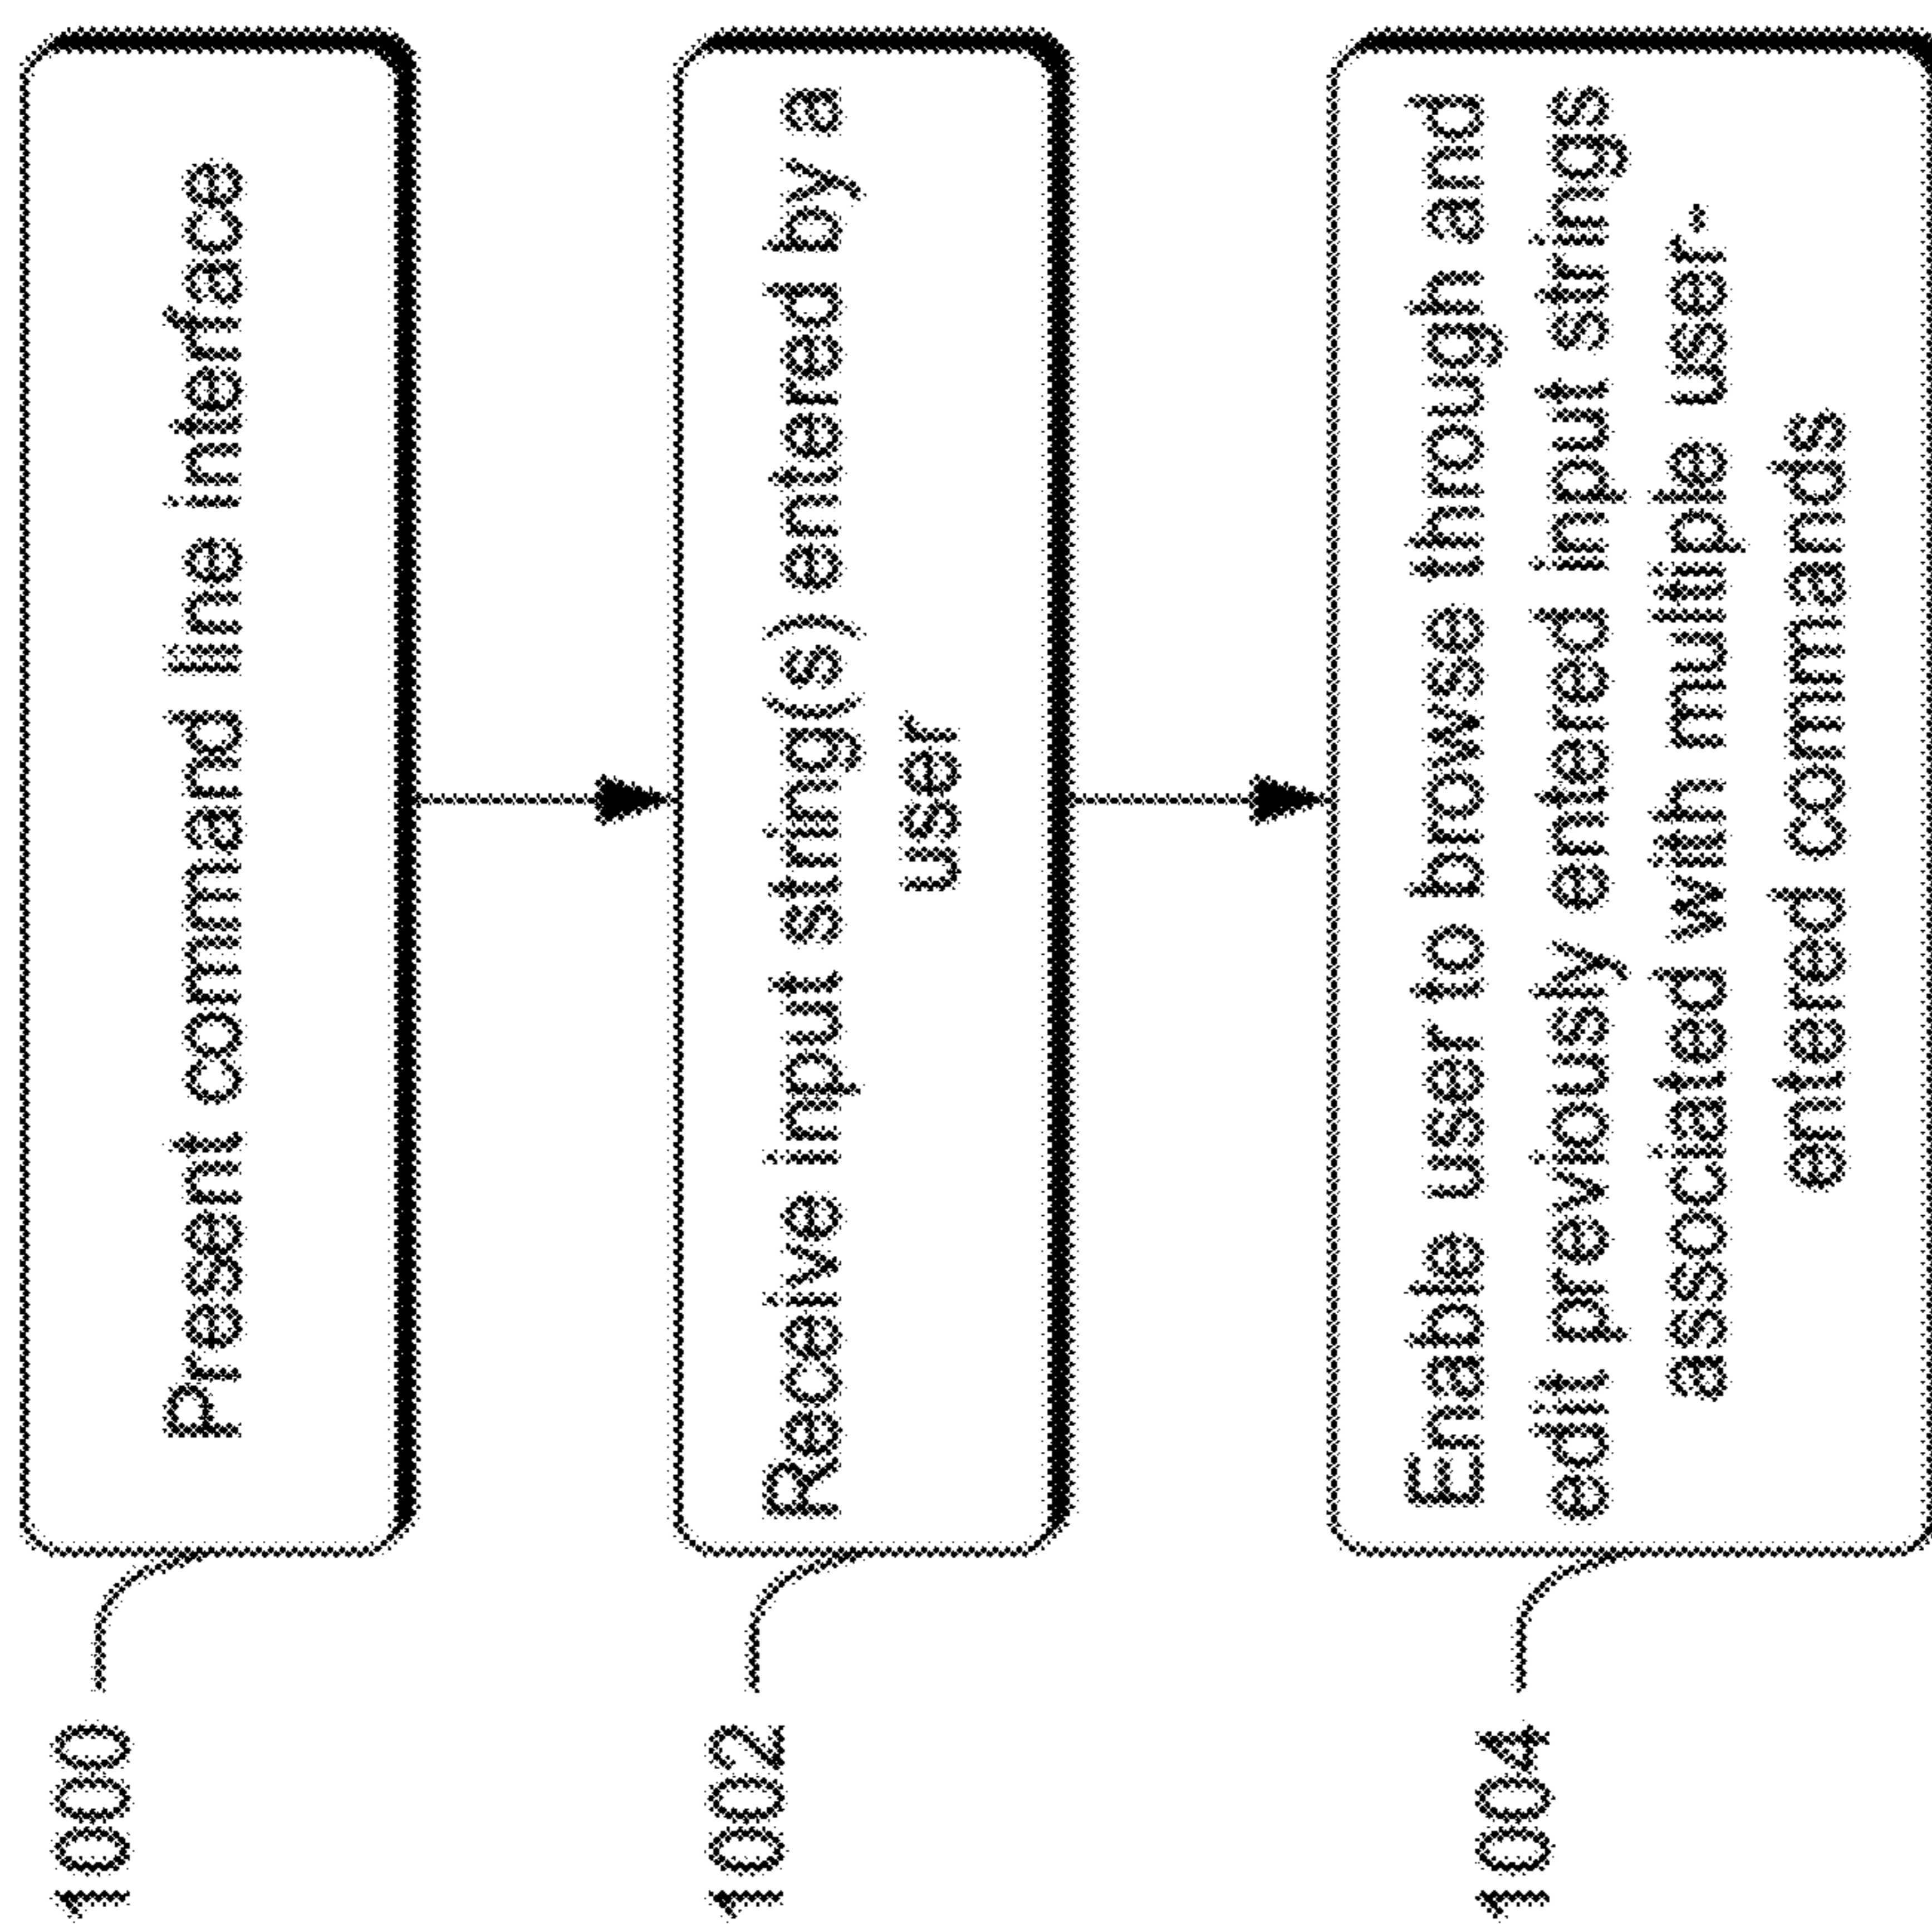 1000
Present command line interface
1002
Receive input string(s) entered by a
user
1004
Enable user to browse through and
edit previously entered input strings
associated with multiple user-
entered commands